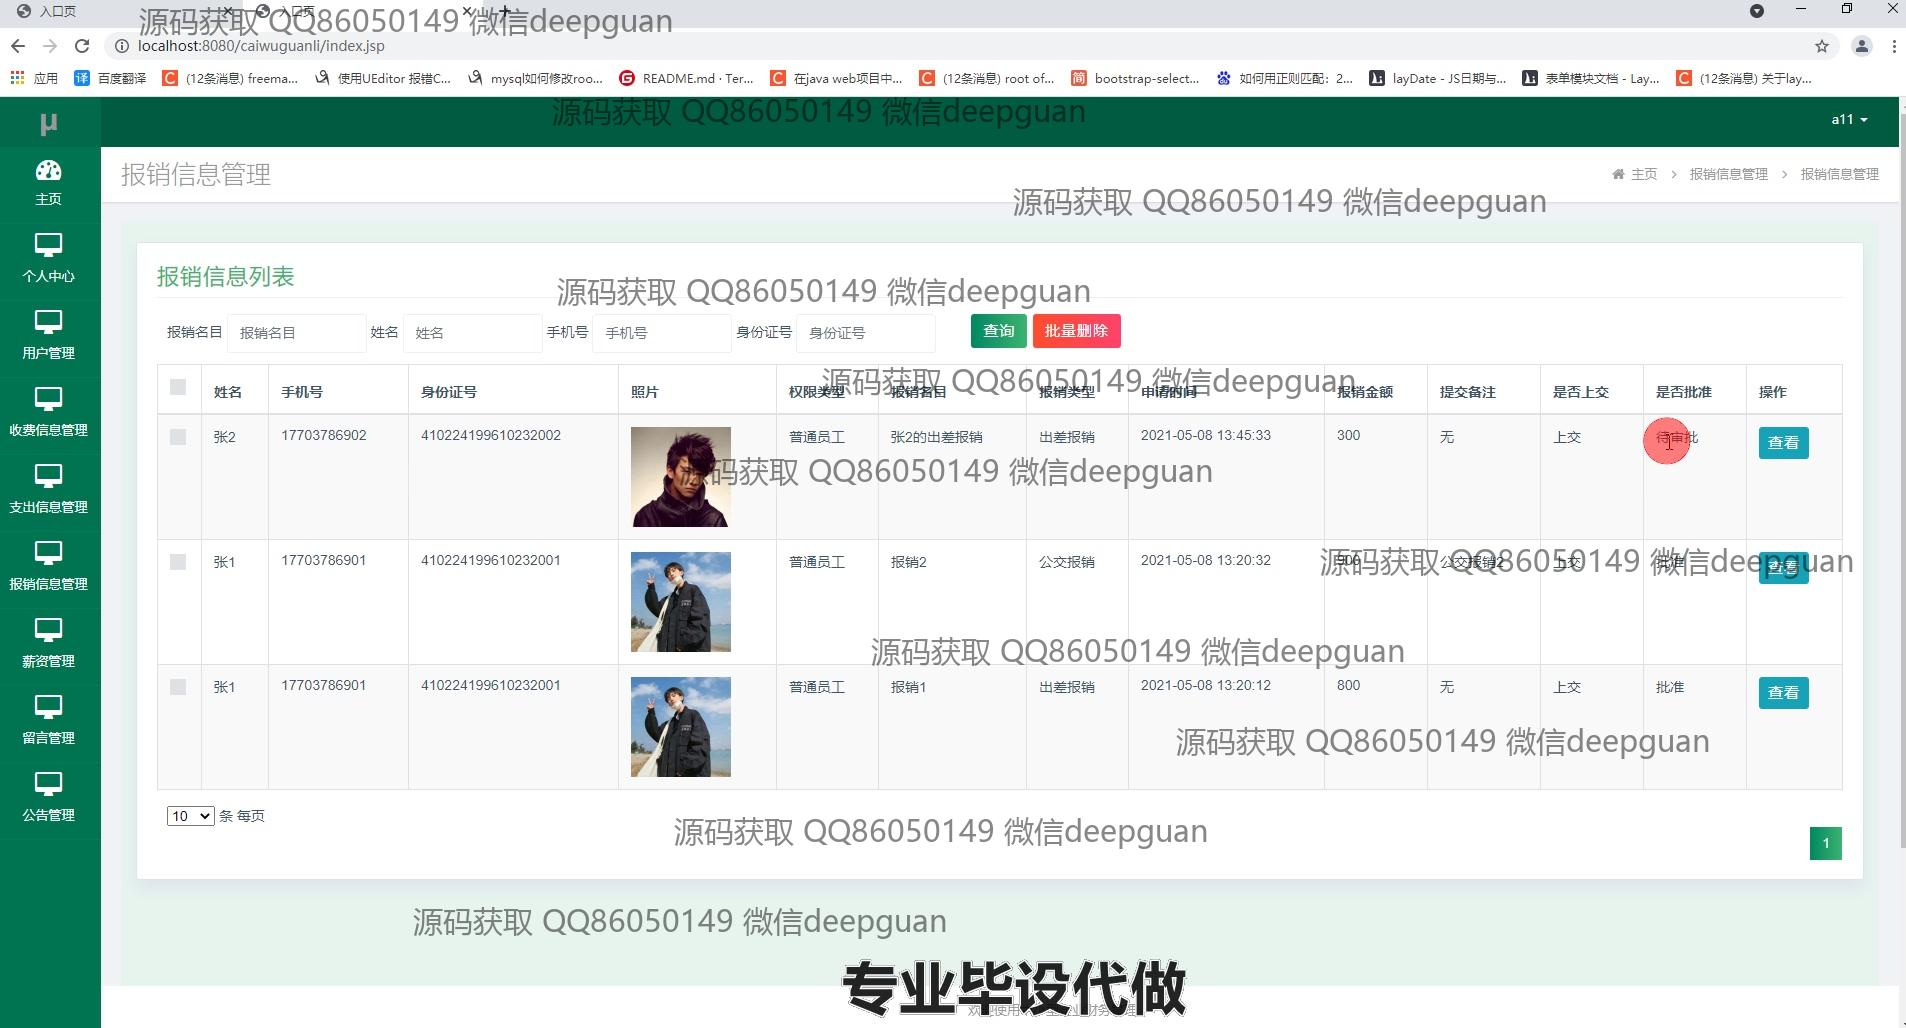 入口页
入口页
源码获取 QQ86050149 微信deepguan
localhost:8080/caiwuguanli/index.jsp
应用 百度翻译 (12条消息) freema... 使用UEditor 报错C... mysql如何修改roo... README.md · Ter... 在java web项目中... (12条消息) root of... bootstrap-select... 如何用正则匹配：2... layDate - JS日期与... 表单模块文档 - Lay... (12条消息) 关于lay...
源码获取 QQ86050149 微信deepguan
μ
a11
主页
报销信息管理
主页 > 报销信息管理 > 报销信息管理
源码获取 QQ86050149 微信deepguan
个人中心
用户管理
收费信息管理
支出信息管理
报销信息管理
薪资管理
留言管理
公告管理
报销信息列表
源码获取 QQ86050149 微信deepguan
报销名目 报销名目 姓名 姓名 手机号 手机号 身份证号 身份证号 查询 批量删除
源码获取 QQ86050149 微信deepguan
姓名 手机号 身份证号 照片 权限类型 报销名目 报销类型 申请时间 报销金额 提交备注 是否上交 是否批准 操作
张2 17703786902 410224199610232002 普通员工 张2的出差报销 出差报销 2021-05-08 13:45:33 300 无 上交 待审批 查看
源码获取 QQ86050149 微信deepguan
张1 17703786901 410224199610232001 普通员工 报销2 公交报销 2021-05-08 13:20:32 公交报销2 上交 批准 查看
源码获取 QQ86050149 微信deepguan
源码获取 QQ86050149 微信deepguan
张1 17703786901 410224199610232001 普通员工 报销1 出差报销 2021-05-08 13:20:12 800 无 上交 批准 查看
源码获取 QQ86050149 微信deepguan
10 条 每页
源码获取 QQ86050149 微信deepguan
1
源码获取 QQ86050149 微信deepguan
专业毕设代做